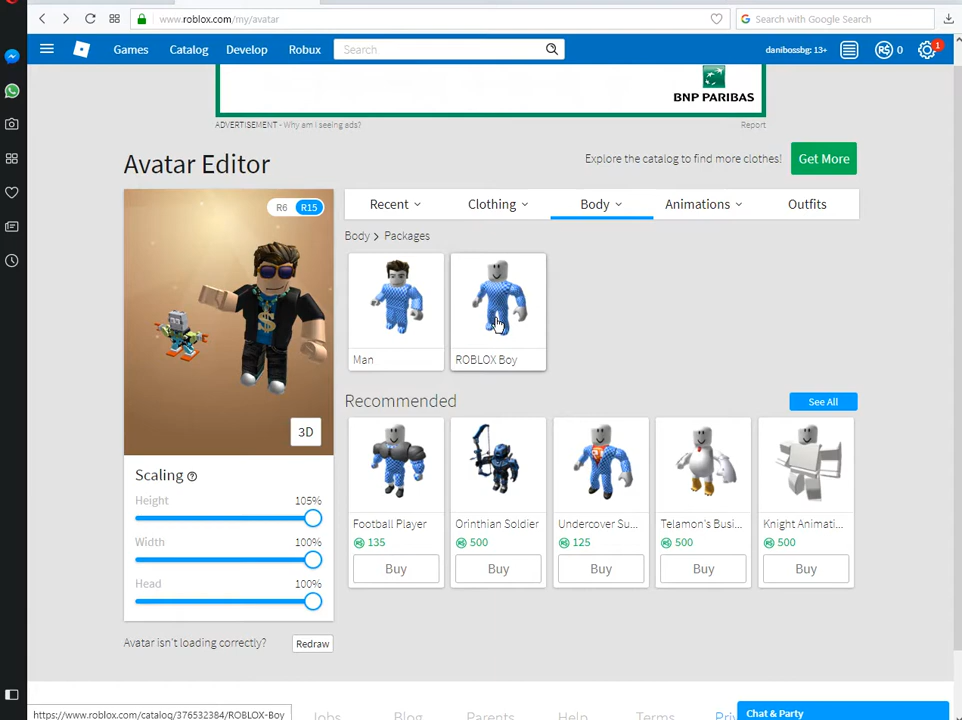 www.roblox.com/my/avatar
Search with Google Search
Games
Catalog
Develop
Robux
Search
danibossbg: 13+
0
1
BNP PARIBAS
ADVERTISEMENT - Why am I seeing ads?
Report
Avatar Editor
Explore the catalog to find more clothes!
Get More
R6
R15
Recent
Clothing
Body
Animations
Outfits
Body > Packages
Man
ROBLOX Boy
3D
Recommended
See All
Scaling
Height
105%
Width
100%
Head
100%
Football Player
R$ 135
Buy
Orinthian Soldier
R$ 500
Buy
Undercover Su...
R$ 125
Buy
Telamon's Busi...
R$ 500
Buy
Knight Animati...
R$ 500
Buy
Avatar isn't loading correctly?
Redraw
https://www.roblox.com/catalog/376532384/ROBLOX-Boy
Jobs
Blog
Parents
Help
Terms
Chat & Party